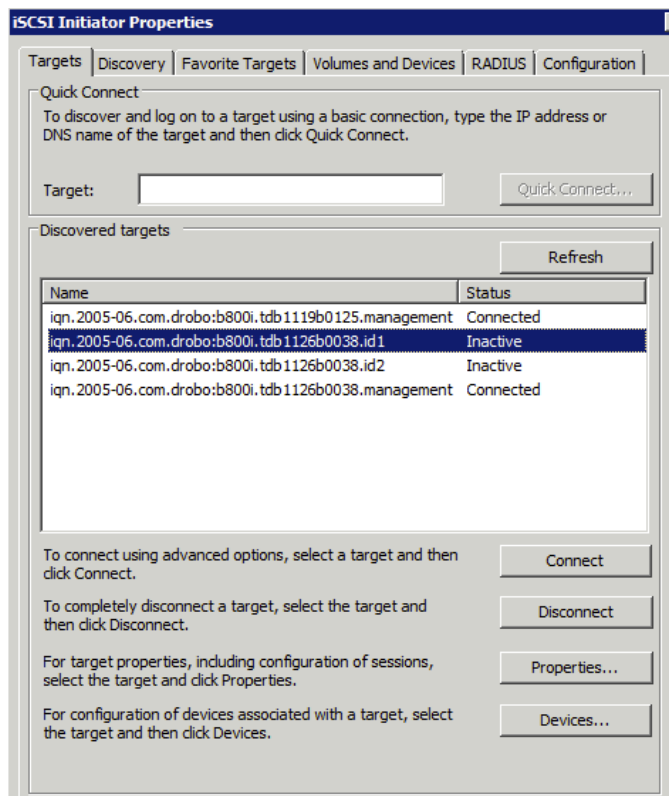 iSCSI Initiator Properties
Targets Discovery Favorite Targets Volumes and Devices RADIUS Configuration
Quick Connect
To discover and log on to a target using a basic connection, type the IP address or
DNS name of the target and then click Quick Connect.
Target: Quick Connect...
Discovered targets
Refresh
Name Status
iqn.2005-06.com.drobo:b800i.tdb1119b0125.management Connected
iqn.2005-06.com.drobo:b800i.tdb1126b0038.id1 Inactive
iqn.2005-06.com.drobo:b800i.tdb1126b0038.id2 Inactive
iqn.2005-06.com.drobo:b800i.tdb1126b0038.management Connected
To connect using advanced options, select a target and then
click Connect.
Connect
To completely disconnect a target, select the target and
then click Disconnect.
Disconnect
For target properties, including configuration of sessions,
select the target and click Properties.
Properties...
For configuration of devices associated with a target, select
the target and then click Devices.
Devices...